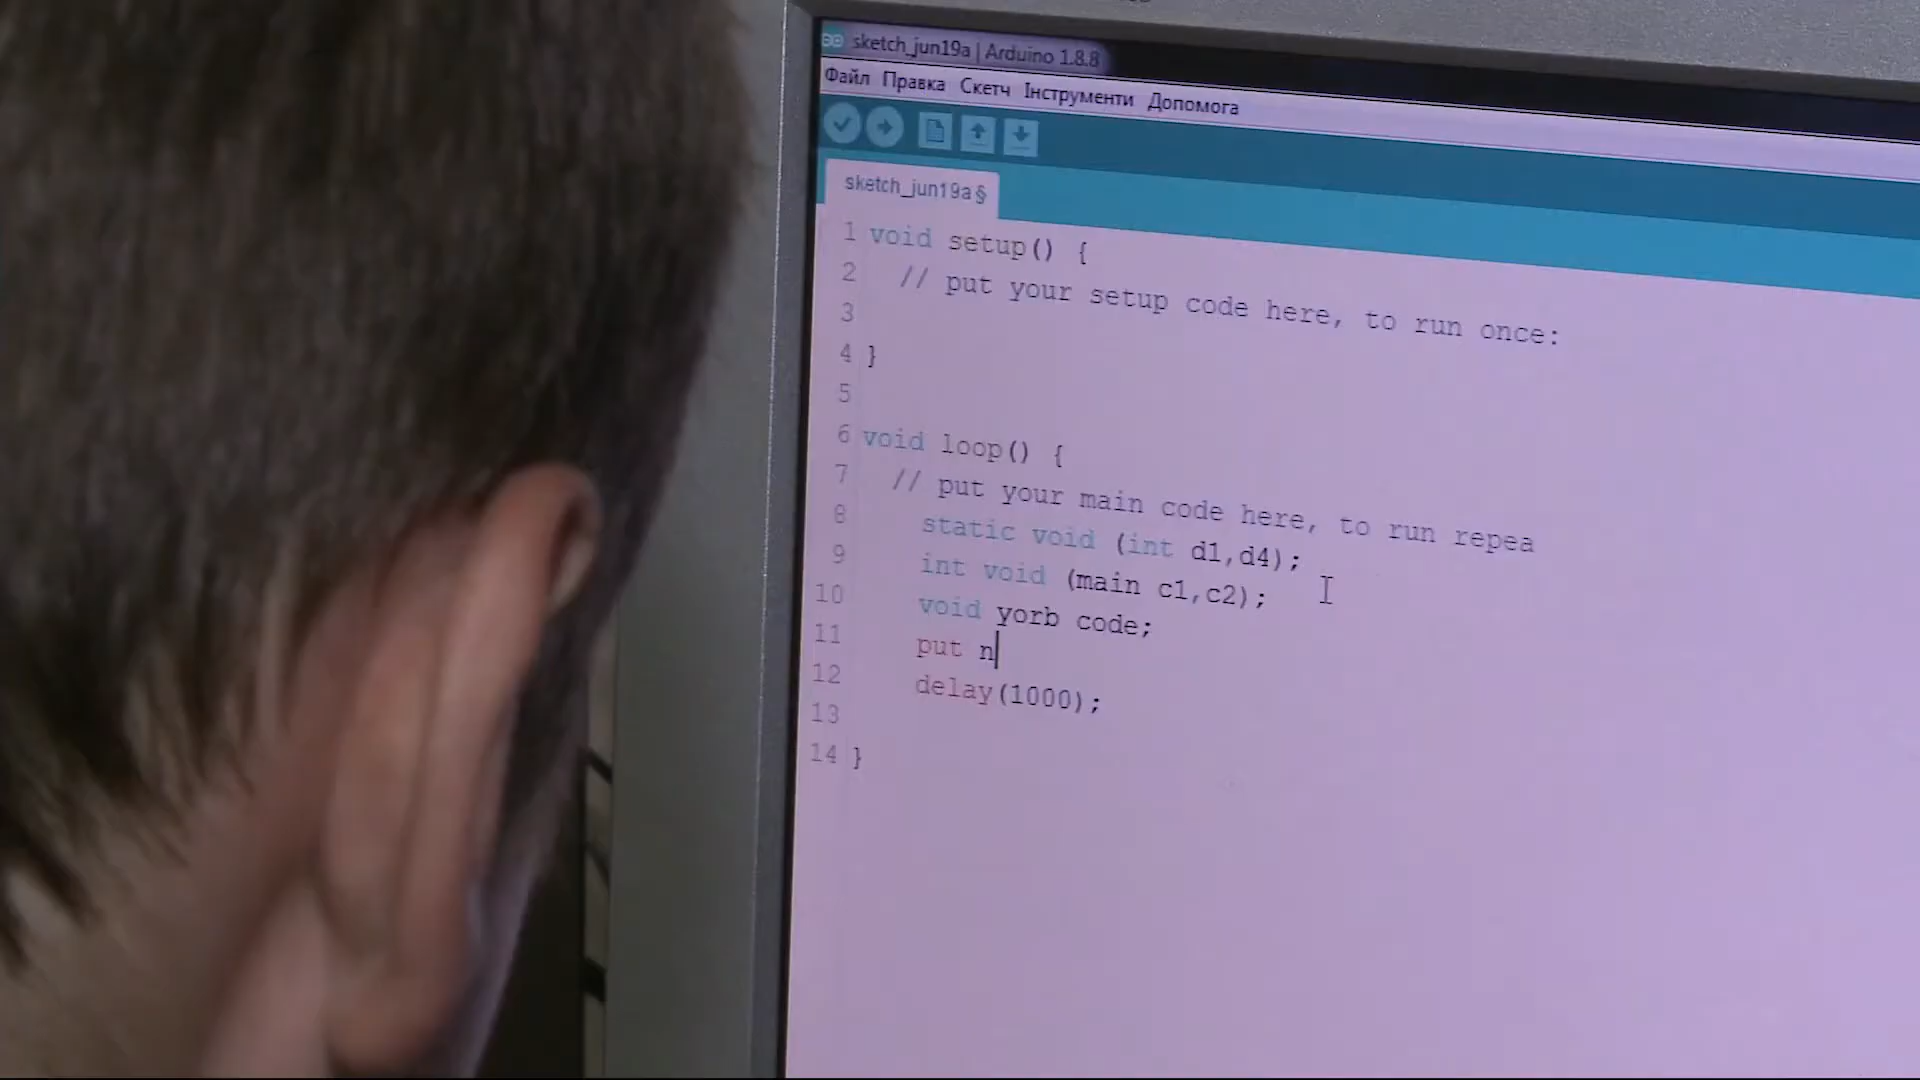 sketch_jun19a | Arduino 1.8.8
Файл Правка Скетч Інструменти Допомога
sketch_jun19a §
1 void setup() {
2 // put your setup code here, to run once:
3
4 }
5
6 void loop() {
7 // put your main code here, to run repea
8 static void (int d1,d4);
9 int void (main c1,c2);
10 void yorb code;
11 put n
12 delay(1000);
13
14 }